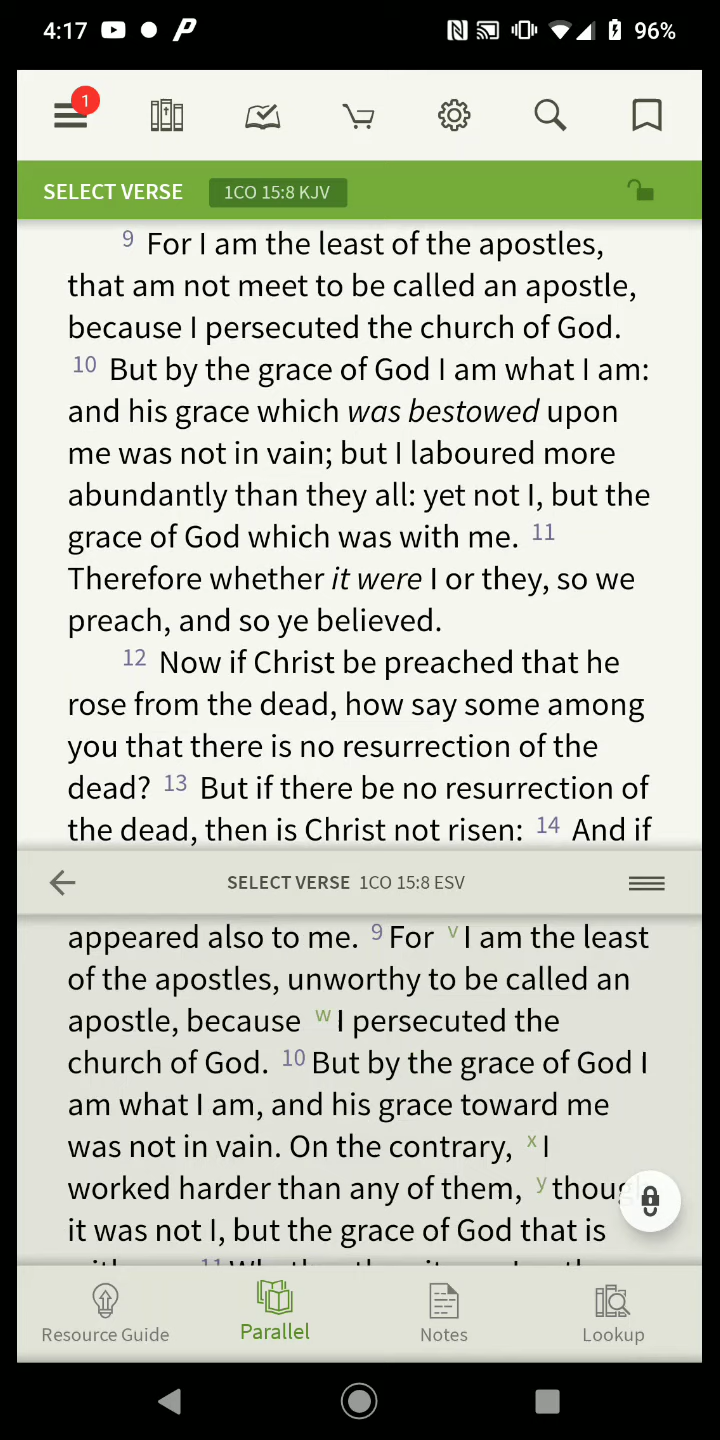 4:17
96%
1
SELECT VERSE 1CO 15:8 KJV
9 For I am the least of the apostles,
that am not meet to be called an apostle,
because I persecuted the church of God.
10 But by the grace of God I am what I am:
and his grace which was bestowed upon
me was not in vain; but I laboured more
abundantly than they all: yet not I, but the
grace of God which was with me. 11
Therefore whether it were I or they, so we
preach, and so ye believed.
12 Now if Christ be preached that he
rose from the dead, how say some among
you that there is no resurrection of the
dead? 13 But if there be no resurrection of
the dead, then is Christ not risen: 14 And if
SELECT VERSE 1CO 15:8 ESV
appeared also to me. 9 For v I am the least
of the apostles, unworthy to be called an
apostle, because w I persecuted the
church of God. 10 But by the grace of God I
am what I am, and his grace toward me
was not in vain. On the contrary, x I
worked harder than any of them, y though
it was not I, but the grace of God that is
11
Resource Guide
Parallel
Notes
Lookup